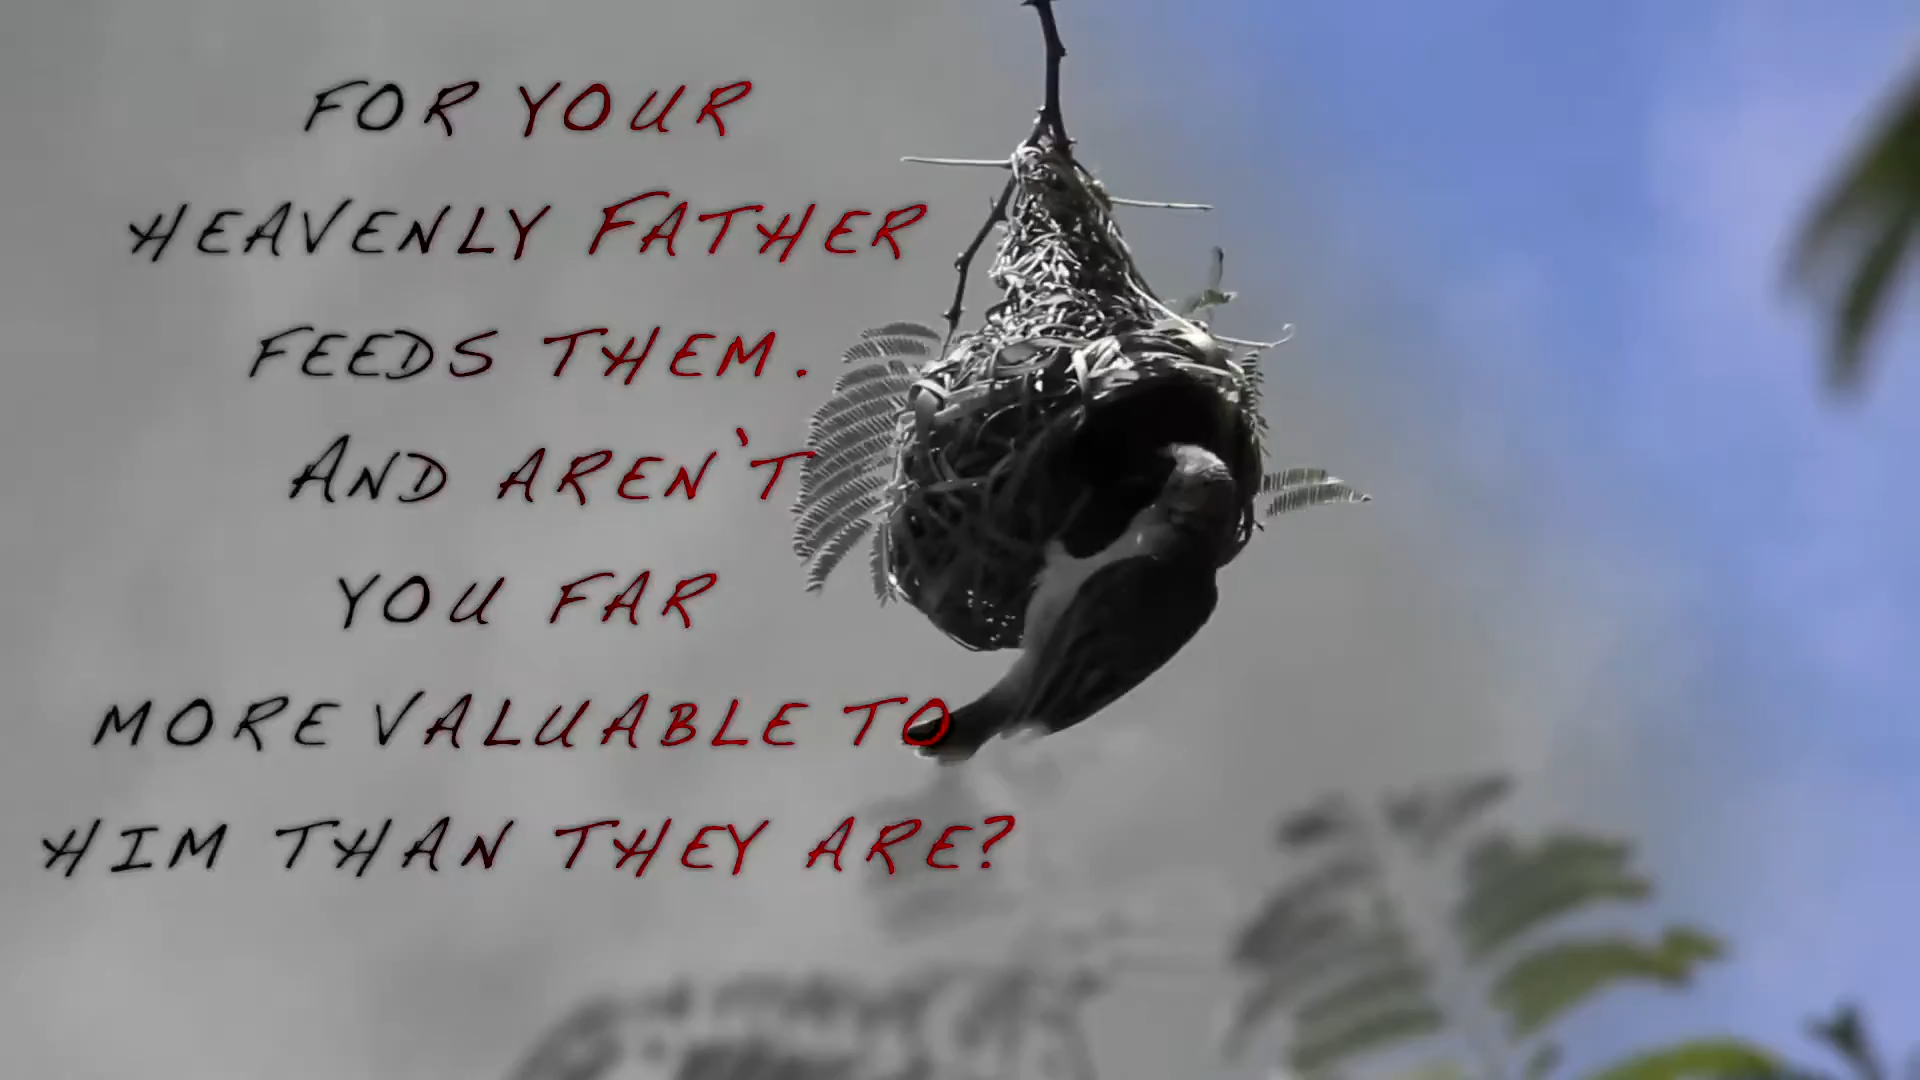 FOR YOUR
HEAVENLY FATHER
FEEDS THEM.
AND AREN'T
YOU FAR
MORE VALUABLE TO
HIM THAN THEY ARE?